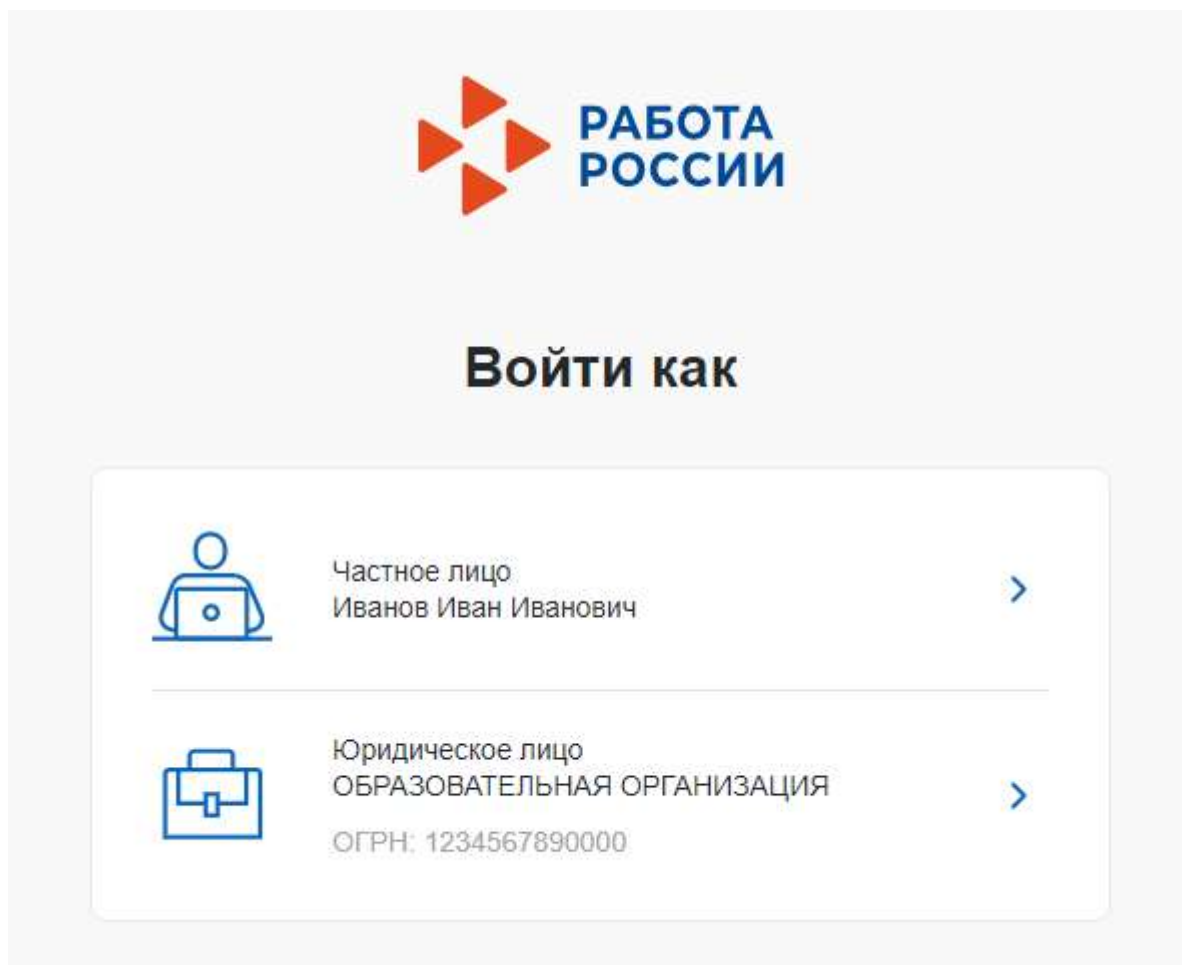 РАБОТА
РОССИИ
Войти как
Частное лицо
Иванов Иван Иванович
Юридическое лицо
ОБРАЗОВАТЕЛЬНАЯ ОРГАНИЗАЦИЯ
ОГРН: 1234567890000